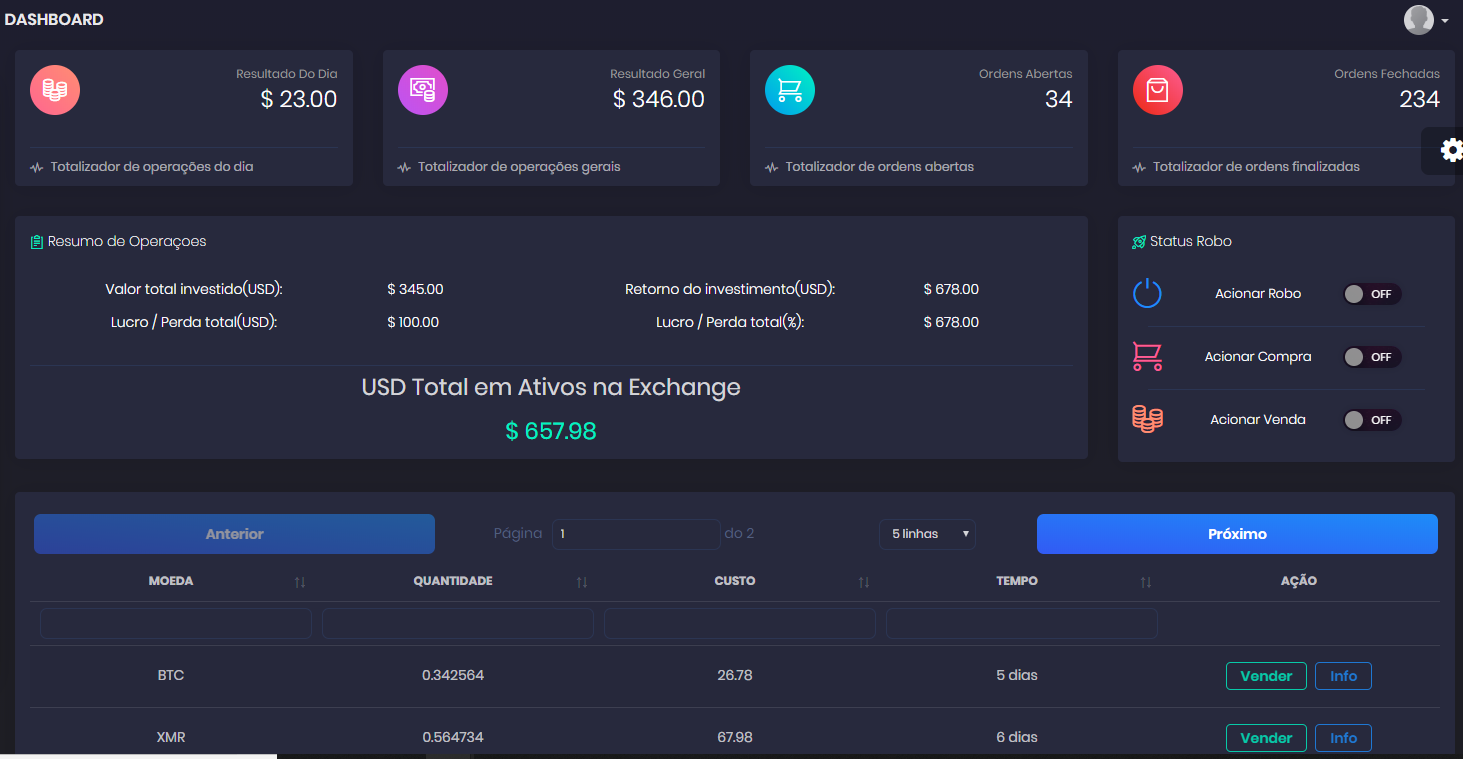 DASHBOARD
Resultado Do Dia
$ 23.00
Totalizador de operações do dia
Resultado Geral
$ 346.00
Totalizador de operações gerais
Ordens Abertas
34
Totalizador de ordens abertas
Ordens Fechadas
234
Totalizador de ordens finalizadas
Resumo de Operaçoes
Valor total investido(USD): $ 345.00 Retorno do investimento(USD): $ 678.00
Lucro / Perda total(USD): $ 100.00 Lucro / Perda total(%): $ 678.00
USD Total em Ativos na Exchange
$ 657.98
Status Robo
Acionar Robo OFF
Acionar Compra OFF
Acionar Venda OFF
Anterior Página 1 do 2 5 linhas Próximo
MOEDA QUANTIDADE CUSTO TEMPO AÇÃO
BTC 0.342564 26.78 5 dias Vender Info
XMR 0.564734 67.98 6 dias Vender Info